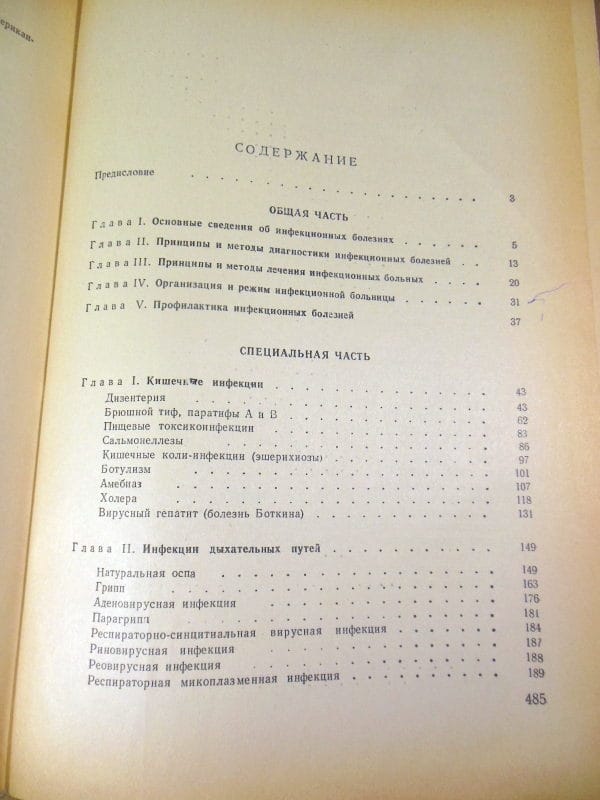 ерикан-
СОДЕРЖАНИЕ
Предисловие . . . . . . . . . . . . . . . . . . 3
ОБЩАЯ ЧАСТЬ
Глава I. Основные сведения об инфекционных болезнях . . . . . 5
Глава II. Принципы и методы диагностики инфекционных болезней . . 13
Глава III. Принципы и методы лечения инфекционных больных . . . . 20
Глава IV. Организация и режим инфекционной больницы . . . . . . 31
Глава V. Профилактика инфекционных болезней 37
СПЕЦИАЛЬНАЯ ЧАСТЬ
Глава I. Кишечные инфекции . . . . . . . . . . . . 43
Дизентерия . . . . . . . . . . . . . . . . 43
Брюшной тиф, паратифы А и В . . . . . . . . . . . 62
Пищевые токсикоинфекции . . . . . . . . . . . . 83
Сальмонеллезы . . . . . . . . . . . . . . 86
Кишечные коли-инфекции (эшерихиозы) . . . . . . . . . 97
Ботулизм . . . . . . . . . . . . . . . . 101
Амебиаз . . . . . . . . . . . . . . . . 107
Холера . . . . . . . . . . . . . . . . 118
Вирусный гепатит (болезнь Боткина) . . . . . . . . . 131
Глава II. Инфекции дыхательных путей . . . . . . . . . 149
Натуральная оспа . . . . . . . . . . . . . . 149
Грипп . . . . . . . . . . . . . . . . 163
Аденовирусная инфекция . . . . . . . . . . . . 176
Парагрипп . . . . . . . . . . . . . . . 181
Респираторно-синцитиальная вирусная инфекция . . . . . . 184
Риновирусная инфекция . . . . . . . . . . . . 187
Реовирусная инфекция . . . . . . . . . . . . 188
Респираторная микоплазменная инфекция . . . . . . . . 189
485